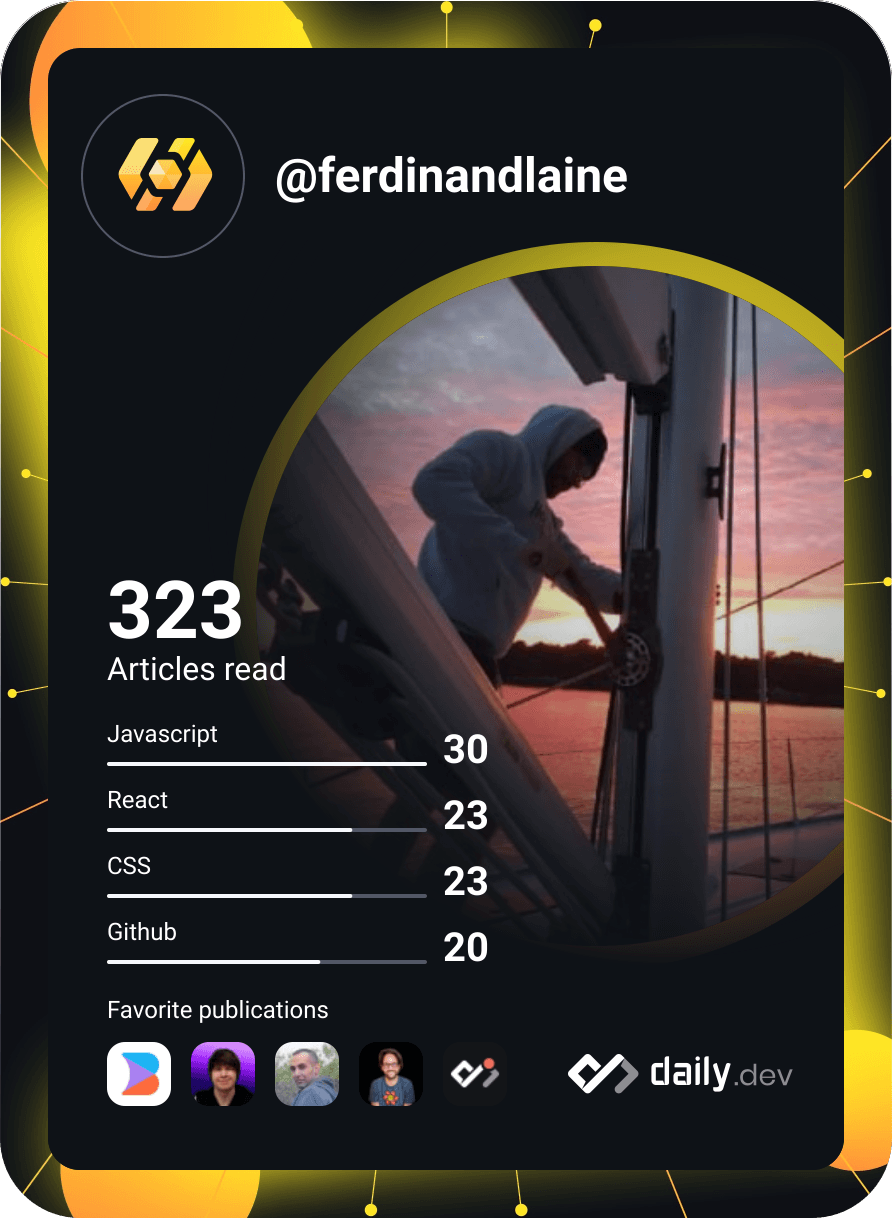 @ferdinandlaine
323
Articles read
Javascript
30
React
23
CSS
23
Github
20
Favorite publications
daily.dev